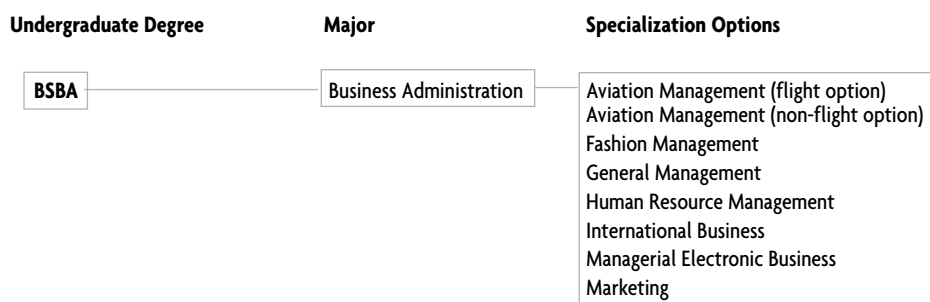 Undergraduate Degree Major Specialization Options
BSBA Business Administration Aviation Management (flight option)
Aviation Management (non-flight option)
Fashion Management
General Management
Human Resource Management
International Business
Managerial Electronic Business
Marketing